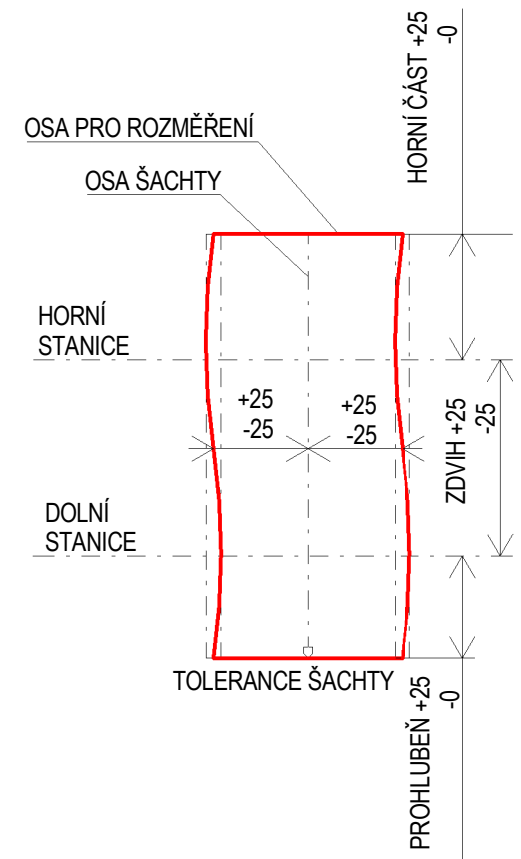 HORNÍ ČÁST +25
-0
OSA PRO ROZMĚŘENÍ
OSA ŠACHTY
HORNÍ
STANICE
+25
-25
+25
-25
ZDVIH +25
-25
DOLNÍ
STANICE
TOLERANCE ŠACHTY
PROHLUBEŇ +25
-0